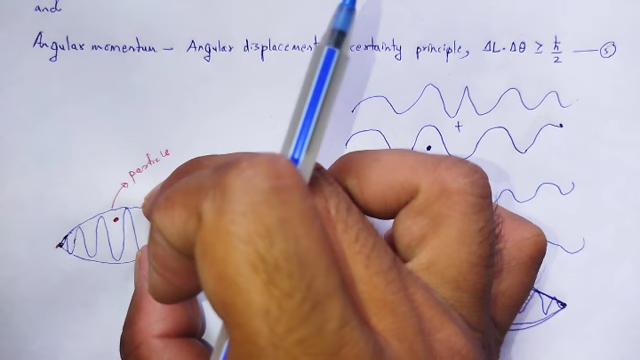 and
Angular momentum – Angular displacement certainty principle, ΔL·Δθ ≥ ħ/2 —(5)
+
particle